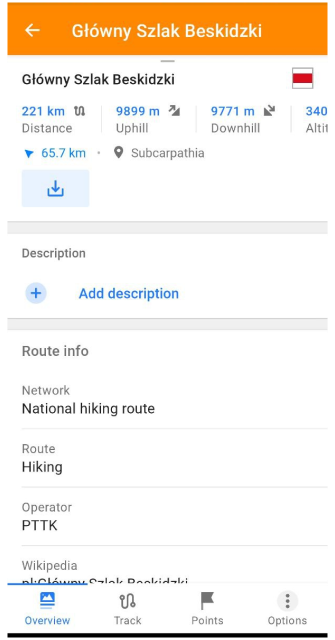 Główny Szlak Beskidzki
Główny Szlak Beskidzki
221 km 9899 m 9771 m 340
Distance Uphill Downhill Altit
65.7 km · Subcarpathia
Description
Add description
Route info
Network
National hiking route
Route
Hiking
Operator
PTTK
Wikipedia
pl:Główny Szlak Beskidzki
Overview Track Points Options